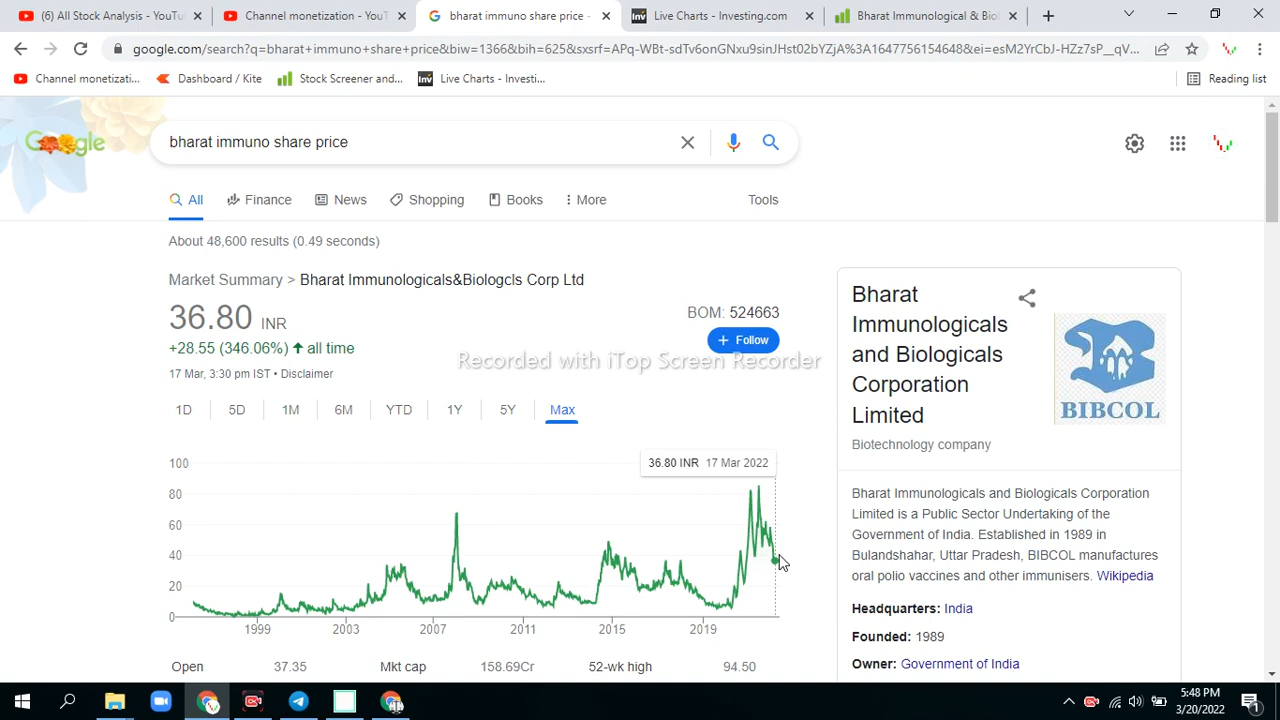 (6) All Stock Analysis - YouTu
Channel monetization - YouT
bharat immuno share price -
Live Charts - Investing.com
Bharat Immunological & Bio
google.com/search?q=bharat+immuno+share+price&biw=1366&bih=625&sxsrf=APq-WBt-sdTv6onGNxu9sinJHst02bYZjA%3A1647756154648&ei=esM2YrCbJ-HZz7sP__qV...
Channel monetizati...
Dashboard / Kite
Stock Screener and...
Live Charts - Investi...
Reading list
Google
bharat immuno share price
All
Finance
News
Shopping
Books
More
Tools
About 48,600 results (0.49 seconds)
Market Summary > Bharat Immunologicals&Biologcls Corp Ltd
36.80 INR
BOM: 524663
+ Follow
+28.55 (346.06%) ↑ all time
17 Mar, 3:30 pm IST • Disclaimer
Recorded with iTop Screen Recorder
1D 5D 1M 6M YTD 1Y 5Y Max
36.80 INR 17 Mar 2022
100
80
60
40
20
0
1999 2003 2007 2011 2015 2019
Open 37.35 Mkt cap 158.69Cr 52-wk high 94.50
Bharat
Immunologicals
and Biologicals
Corporation
Limited
BIBCOL
Biotechnology company
Bharat Immunologicals and Biologicals Corporation
Limited is a Public Sector Undertaking of the
Government of India. Established in 1989 in
Bulandshahar, Uttar Pradesh, BIBCOL manufactures
oral polio vaccines and other immunisers. Wikipedia
Headquarters: India
Founded: 1989
Owner: Government of India
5:48 PM
3/20/2022
1